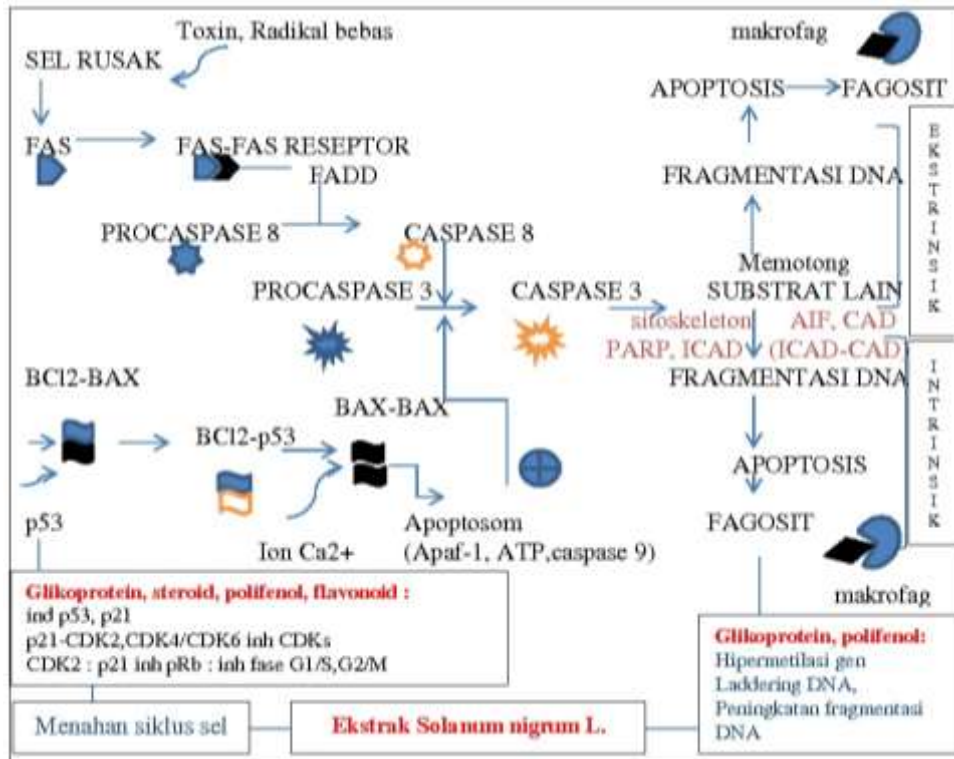 Toxin, Radikal bebas
makrofag
SEL RUSAK
APOPTOSIS
FAGOSIT
FAS
FAS-FAS RESEPTOR
FADD
FRAGMENTASI DNA
EKSTRINSIK
PROCASPASE 8
CASPASE 8
Memotong
PROCASPASE 3
CASPASE 3
SUBSTRAT LAIN
sitoskeleton
AIF, CAD
PARP, ICAD
(ICAD-CAD)
FRAGMENTASI DNA
INTRINSIK
BCl2-BAX
BAX-BAX
BCl2-p53
APOPTOSIS
p53
Ion Ca2+
Apoptosom
(Apaf-1, ATP,caspase 9)
FAGOSIT
makrofag
Glikoprotein, steroid, polifenol, flavonoid :
ind p53, p21
p21-CDK2,CDK4/CDK6 inh CDKs
CDK2 : p21 inh pRb : inh fase G1/S,G2/M
Glikoprotein, polifenol:
Hipermetilasi gen
Laddering DNA,
Peningkatan fragmentasi
DNA
Menahan siklus sel
Ekstrak Solanum nigrum L.